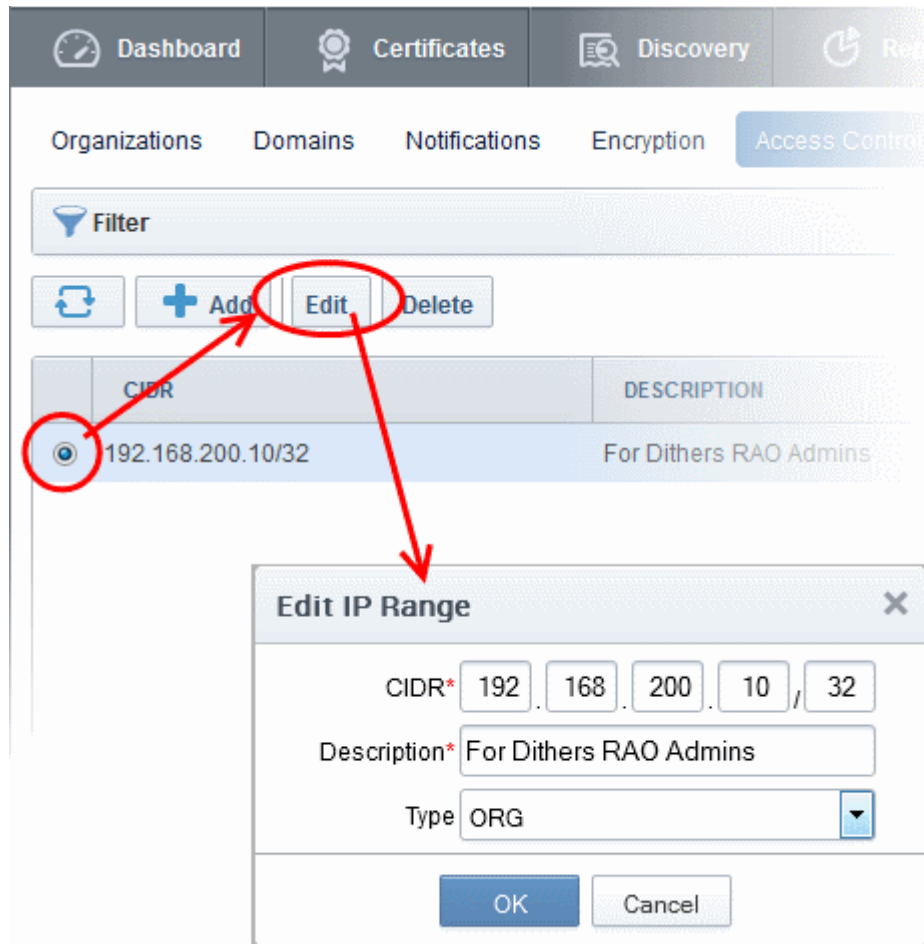 Dashboard Certificates Discovery
Organizations Domains Notifications Encryption Access Control
Filter
Add Edit Delete
CIDR DESCRIPTION
192.168.200.10/32 For Dithers RAO Admins
Edit IP Range
CIDR* 192 . 168 . 200 . 10 / 32
Description* For Dithers RAO Admins
Type ORG
OK Cancel